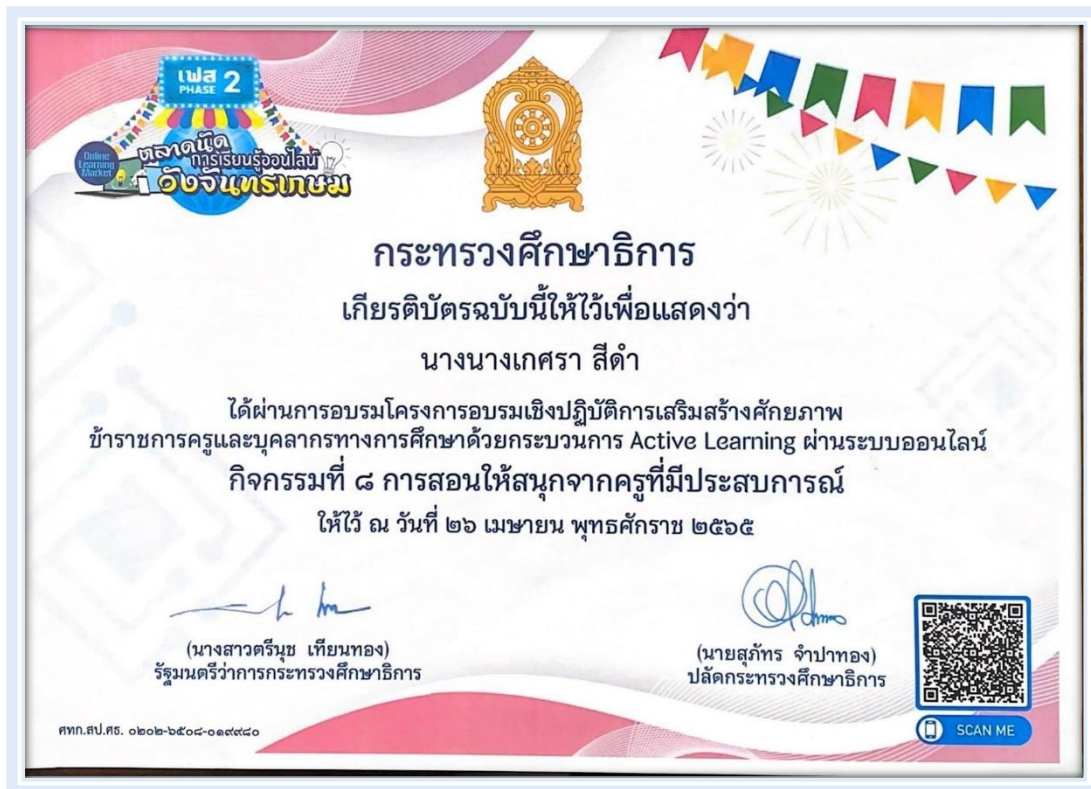 เฟส 2
PHASE
Online Learning Market
ตลาดนัด
การเรียนรู้ออนไลน์
วังจันทรเกษม
กระทรวงศึกษาธิการ
เกียรติบัตรฉบับนี้ให้ไว้เพื่อแสดงว่า
นางนางเกศรา สีดำ
ได้ผ่านการอบรมโครงการอบรมเชิงปฏิบัติการเสริมสร้างศักยภาพ
ข้าราชการครูและบุคลากรทางการศึกษาด้วยกระบวนการ Active Learning ผ่านระบบออนไลน์
กิจกรรมที่ ๘ การสอนให้สนุกจากครูที่มีประสบการณ์
ให้ไว้ ณ วันที่ ๒๖ เมษายน พุทธศักราช ๒๕๖๕
(นางสาวตรีนุช เทียนทอง)
รัฐมนตรีว่าการกระทรวงศึกษาธิการ
(นายสุภัทร จำปาทอง)
ปลัดกระทรวงศึกษาธิการ
ศทก.สป.ศธ. ๐๒๐๒-๖๕๐๘-๐๑๙๙๘๐
SCAN ME